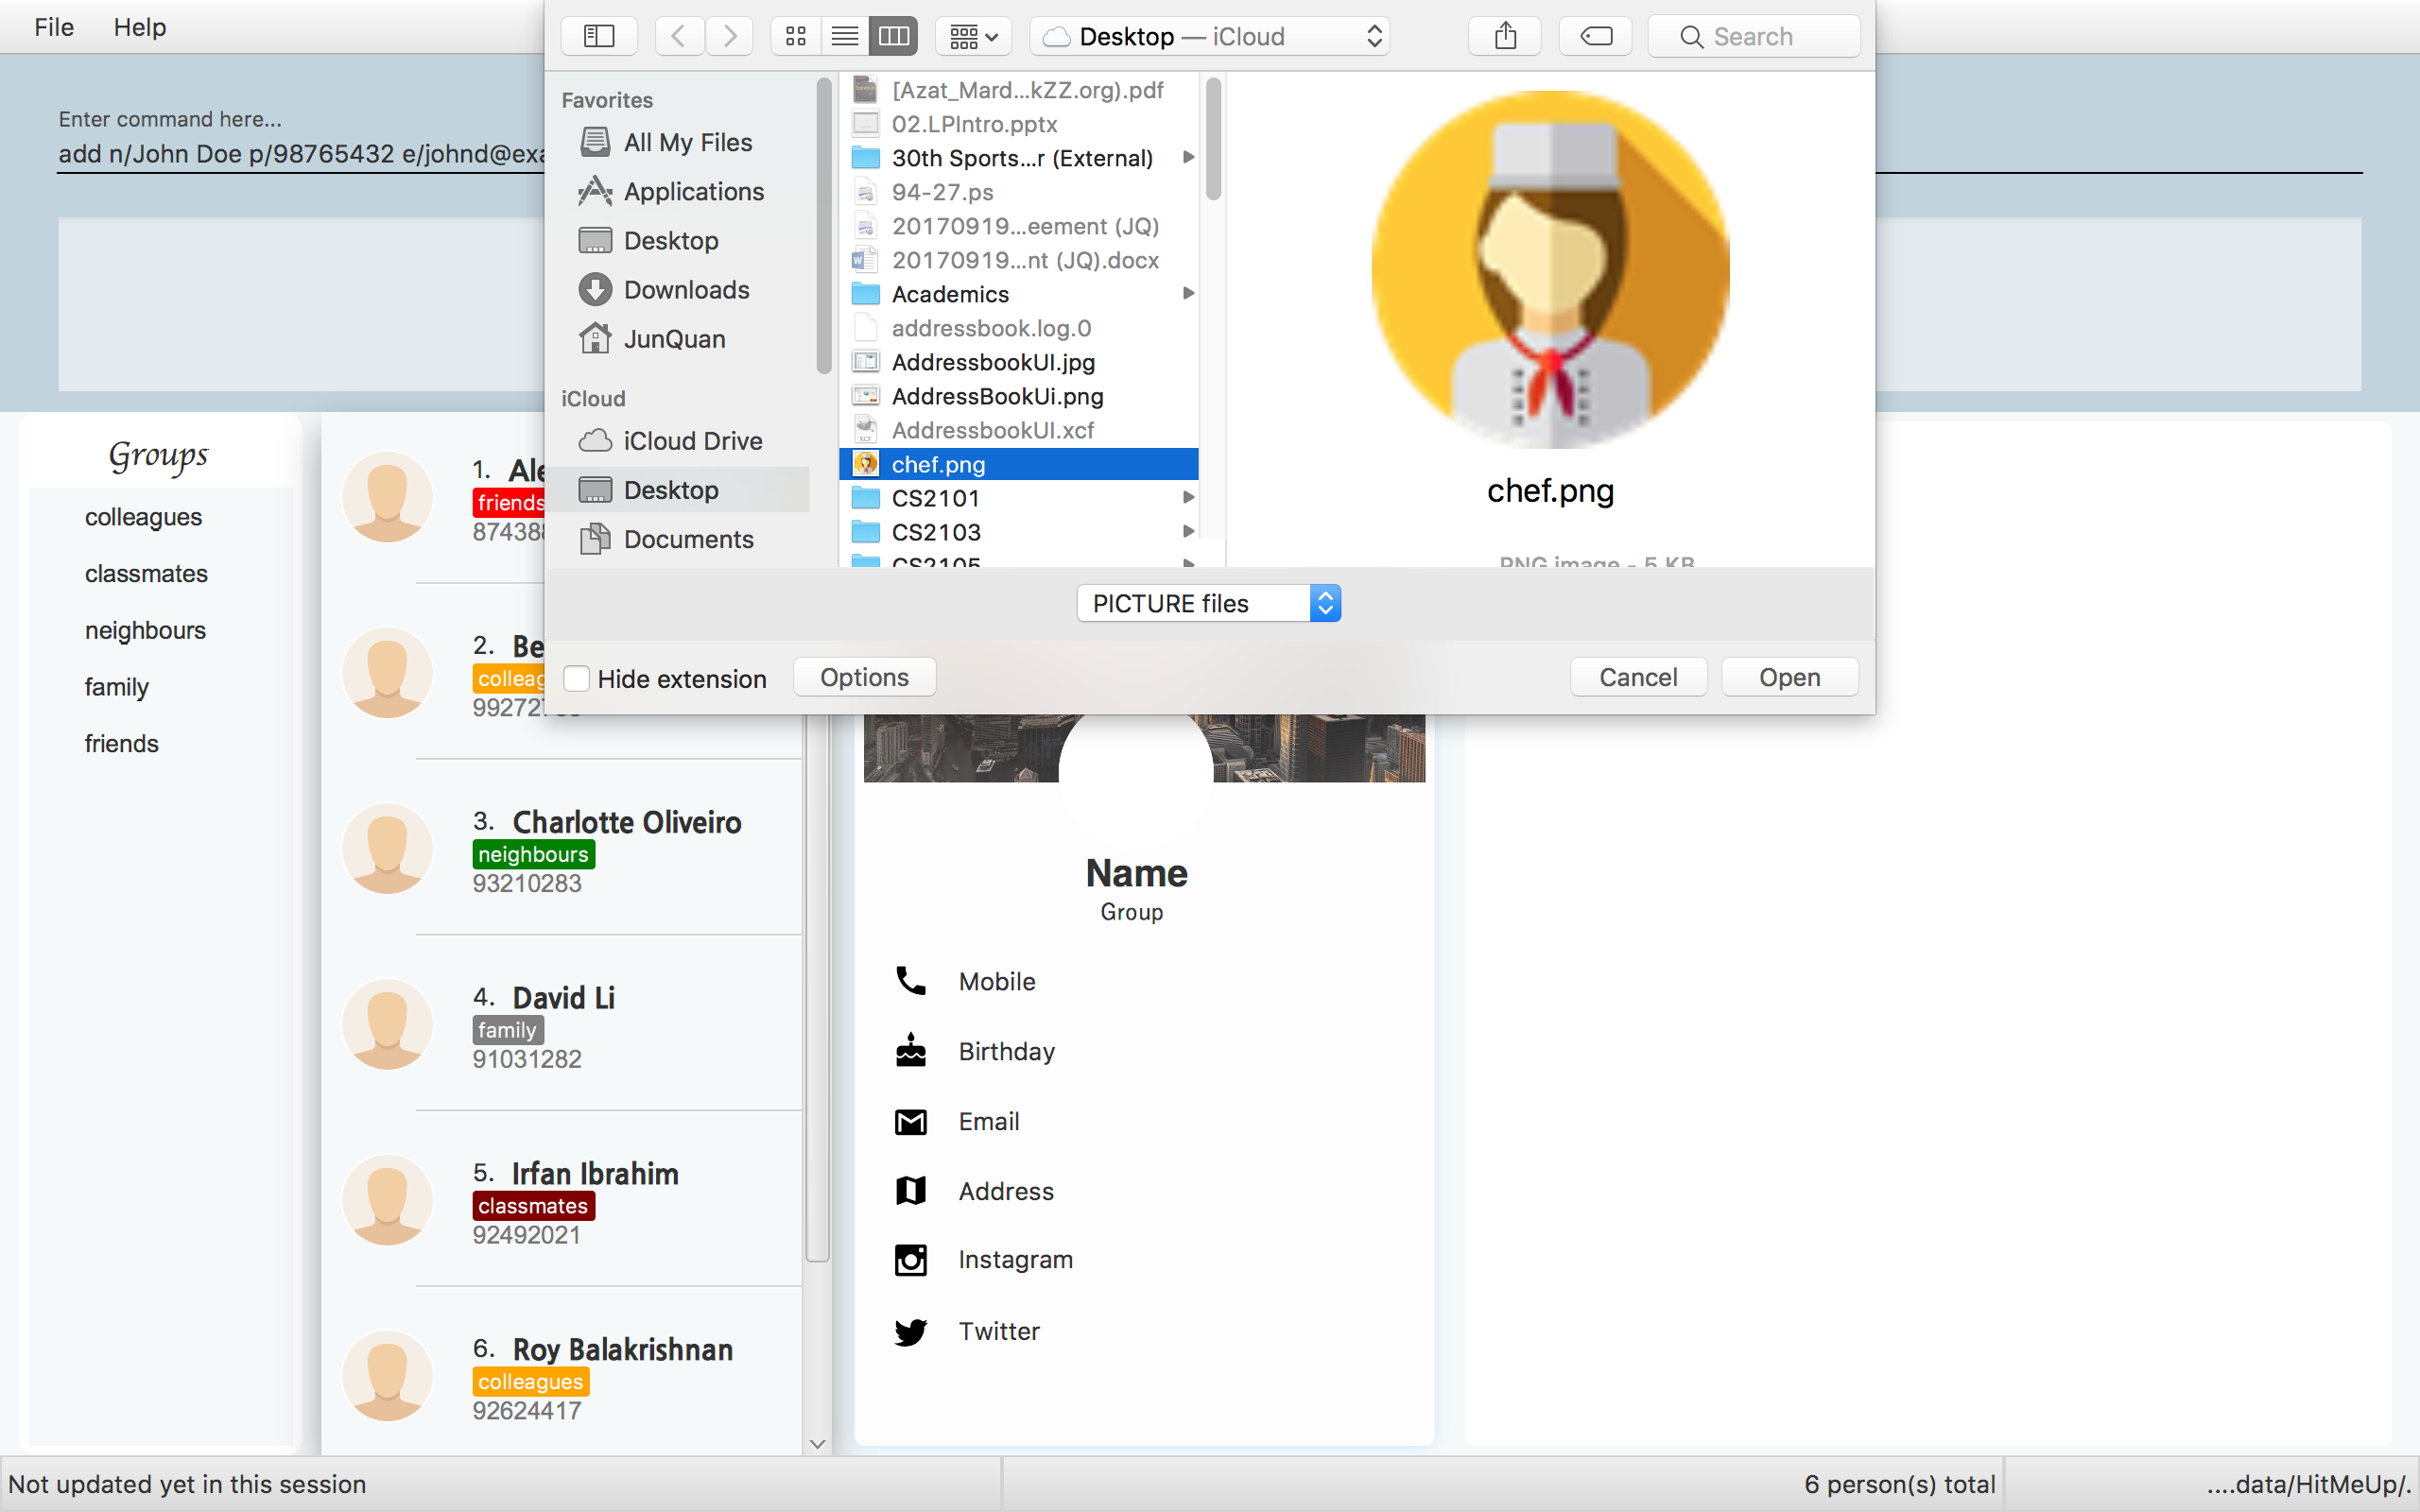 File Help
Enter command here...
add n/John Doe p/98765432 e/johnd@exa
Desktop — iCloud
Search
Favorites
All My Files
Applications
Desktop
Downloads
JunQuan
iCloud
iCloud Drive
Desktop
Documents
[Azat_Mard...kZZ.org).pdf
02.LPIntro.pptx
30th Sports...r (External)
94-27.ps
20170919...eement (JQ)
20170919...nt (JQ).docx
Academics
addressbook.log.0
AddressbookUI.jpg
AddressBookUi.png
AddressbookUI.xcf
chef.png
CS2101
CS2103
CS2105
chef.png
PNG image - 5 KB
PICTURE files
Hide extension
Options
Cancel
Open
Groups
colleagues
classmates
neighbours
family
friends
1. Ale
friends
87438
2. Be
colleag
99272
3. Charlotte Oliveiro
neighbours
93210283
4. David Li
family
91031282
5. Irfan Ibrahim
classmates
92492021
6. Roy Balakrishnan
colleagues
92624417
Name
Group
Mobile
Birthday
Email
Address
Instagram
Twitter
Not updated yet in this session
6 person(s) total
....data/HitMeUp/.